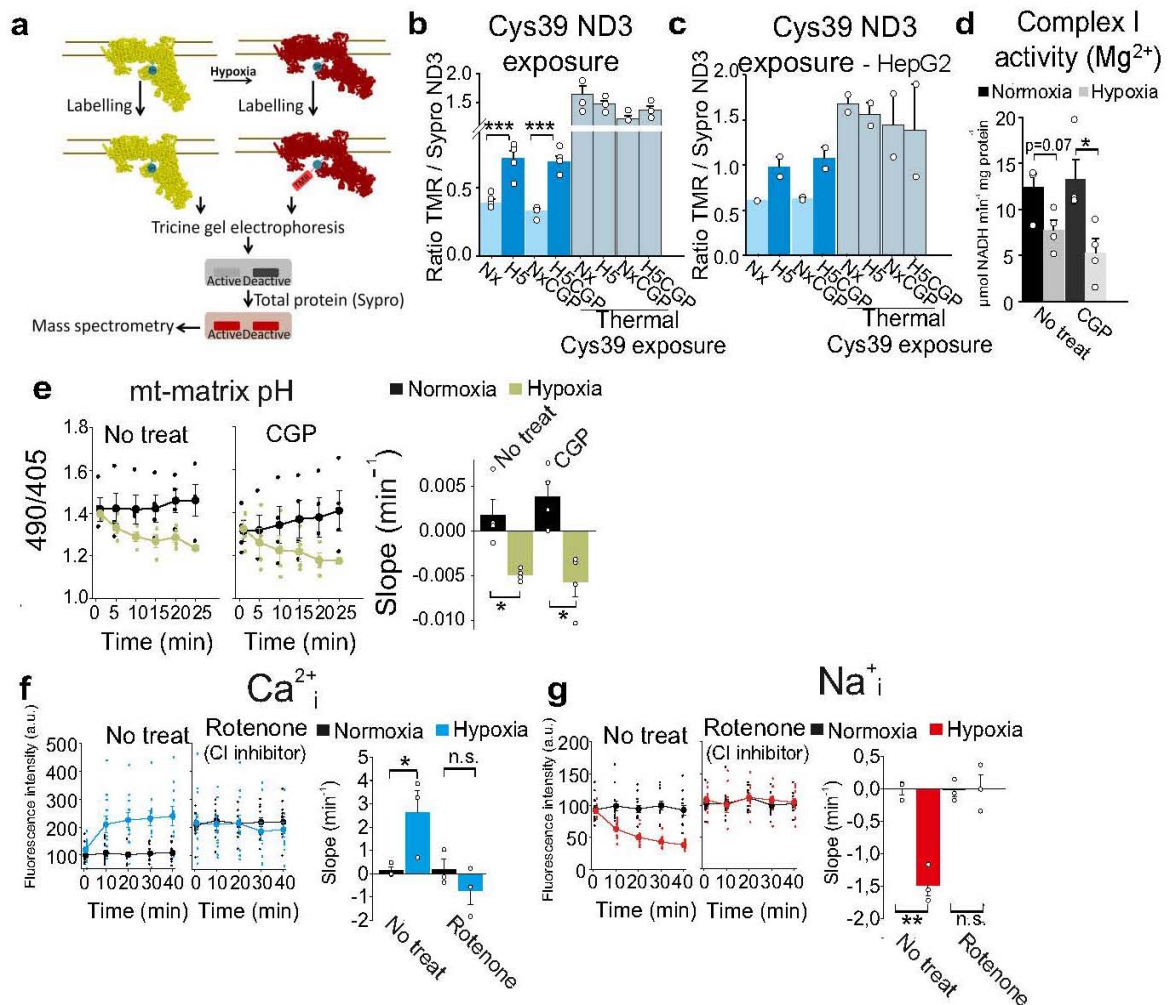 a
Hypoxia
Labelling
Labelling
TMR
Tricine gel electrophoresis
Active Deactive
Total protein (Sypro)
Mass spectrometry
Active Deactive
b
Cys39 ND3
exposure
Ratio TMR / Sypro ND3
2.0
1.5
1.0
0.5
0.0
***
***
Nx
H5
NxCGP
H5CGP
Nx
H5
NxCGP
H5CGP
Thermal
Cys39 exposure
c
Cys39 ND3
exposure - HepG2
Ratio TMR / Sypro ND3
2.0
1.5
1.0
0.5
0.0
Nx
H5
NxCGP
H5CGP
Nx
H5
NxCGP
H5CGP
Thermal
Cys39 exposure
d
Complex I
activity (Mg2+)
Normoxia
Hypoxia
µmol NADH min-1 mg protein-1
20
15
10
5
0
p=0.07
*
No treat
CGP
e
mt-matrix pH
No treat
CGP
490/405
1.8
1.6
1.4
1.2
1.0
0 5 10 15 20 25
0 5 10 15 20 25
Time (min)
Time (min)
Normoxia
Hypoxia
No treat
CGP
Slope (min−1)
0.005
0.000
-0.005
-0.010
*
*
f
Ca2+i
No treat
Rotenone
(CI inhibitor)
Normoxia
Hypoxia
Fluorescence intensity (a.u.)
500
400
300
200
100
0 10 20 30 40
0 10 20 30 40
Time (min)
Time (min)
Slope (min-1)
5
4
3
2
1
0
-1
-2
*
n.s.
No treat
Rotenone
g
Na+i
No treat
Rotenone
(CI inhibitor)
Normoxia
Hypoxia
Fluorescence intensity (a.u.)
200
150
100
50
0
0 10 20 30 40
0 10 20 30 40
Time (min)
Time (min)
Slope (min-1)
0,5
0,0
-0,5
-1,0
-1,5
-2,0
**
n.s.
No treat
Rotenone